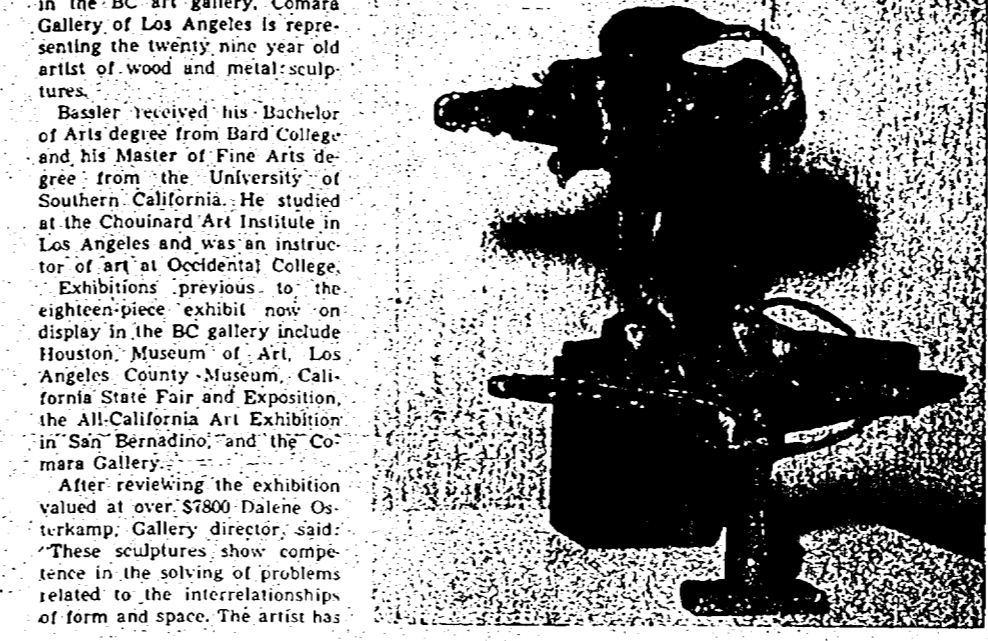 in the BC art gallery. Comara
Gallery of Los Angeles is repre-
senting the twenty nine year old
artist of wood and metal sculp-
tures.
Bassler received his Bachelor
of Arts degree from Bard College
and his Master of Fine Arts de-
gree from the University of
Southern California. He studied
at the Chouinard Art Institute in
Los Angeles and was an instruc-
tor of art at Occidental College.
Exhibitions previous to the
eighteen-piece exhibit now on
display in the BC gallery include
Houston Museum of Art, Los
Angeles County Museum, Cali-
fornia State Fair and Exposition,
the All-California Art Exhibition
in San Bernadino, and the Co-
mara Gallery.
After reviewing the exhibition
valued at over $7800 Dalene Os-
terkamp, Gallery director, said:
"These sculptures show compe-
tence in the solving of problems
related to the interrelationships
of form and space. The artist has